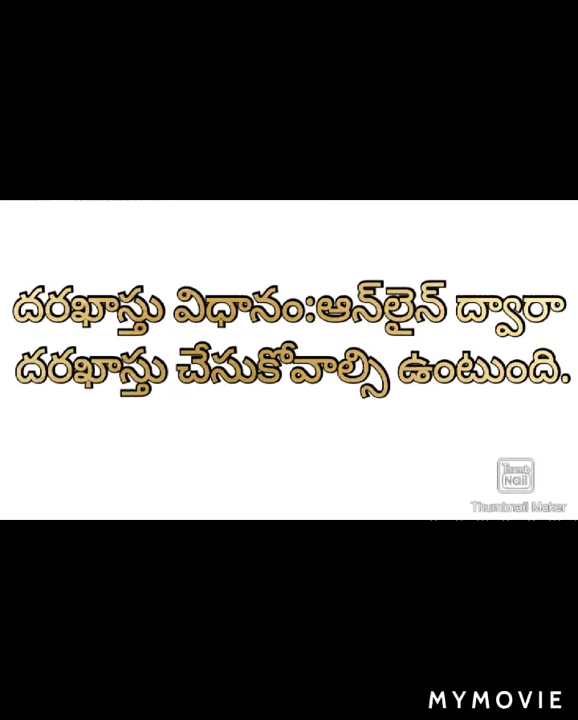 దరఖాస్తు విధానం:ఆన్‌లైన్ ద్వారా
దరఖాస్తు చేసుకోవాల్సి ఉంటుంది.
Thumb
Nail
Thumbnail Maker
MYMOVIE